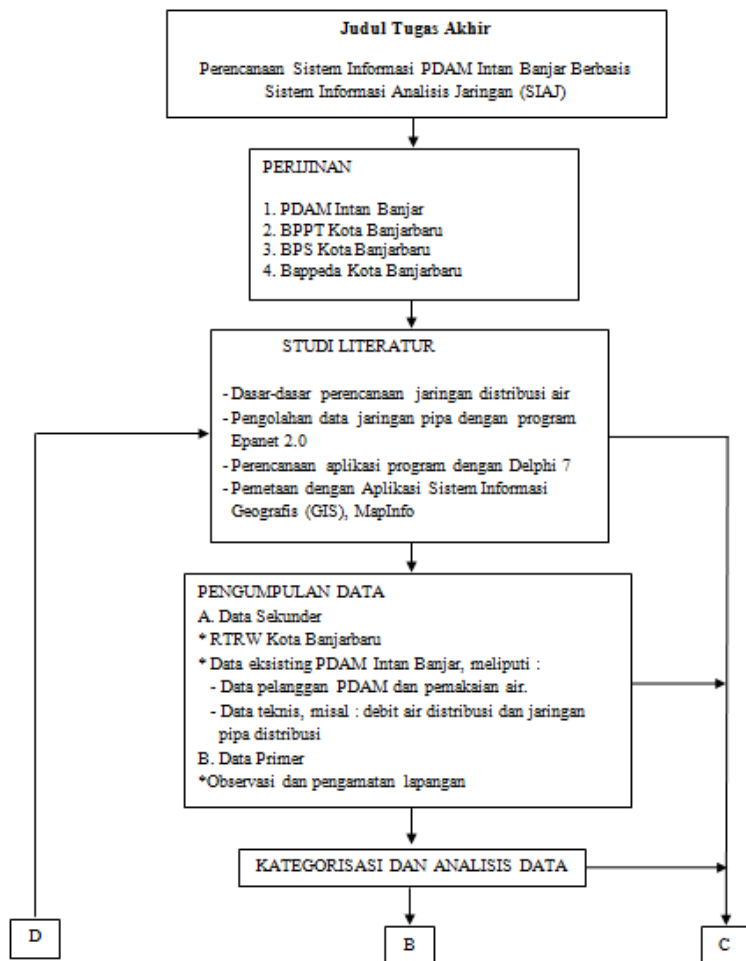 Judul Tugas Akhir
Perencanaan Sistem Informasi PDAM Intan Banjar Berbasis
Sistem Informasi Analisis Jaringan (SIAJ)
PERIJINAN
1. PDAM Intan Banjar
2. BPPT Kota Banjarbaru
3. BPS Kota Banjarbaru
4. Bappeda Kota Banjarbaru
STUDI LITERATUR
- Dasar-dasar perencanaan jaringan distribusi air
- Pengolahan data jaringan pipa dengan program
Epanet 2.0
- Perencanaan aplikasi program dengan Delphi 7
- Pemetaan dengan Aplikasi Sistem Informasi
Geografis (GIS), MapInfo
PENGUMPULAN DATA
A. Data Sekunder
* RTRW Kota Banjarbaru
* Data eksisting PDAM Intan Banjar, meliputi :
- Data pelanggan PDAM dan pemakaian air.
- Data teknis, misal : debit air distribusi dan jaringan
pipa distribusi
B. Data Primer
*Observasi dan pengamatan lapangan
KATEGORISASI DAN ANALISIS DATA
D
B
C